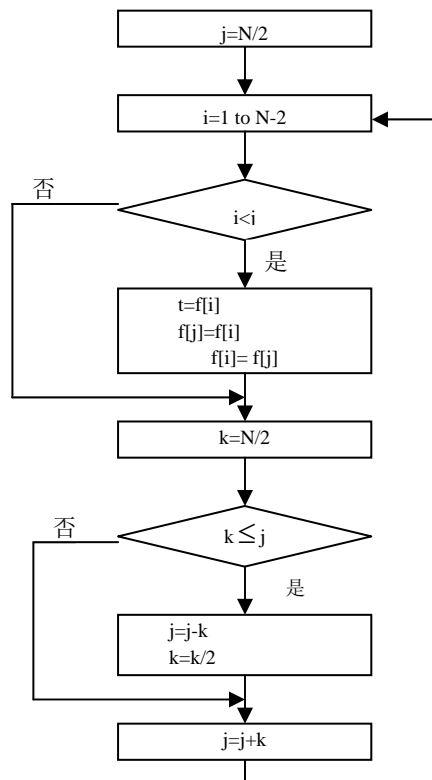 j=N/2
i=1 to N-2
否
i<j
是
t=f[i]
f[j]=f[i]
f[i]= f[j]
k=N/2
否
k ≤ j
是
j=j-k
k=k/2
j=j+k